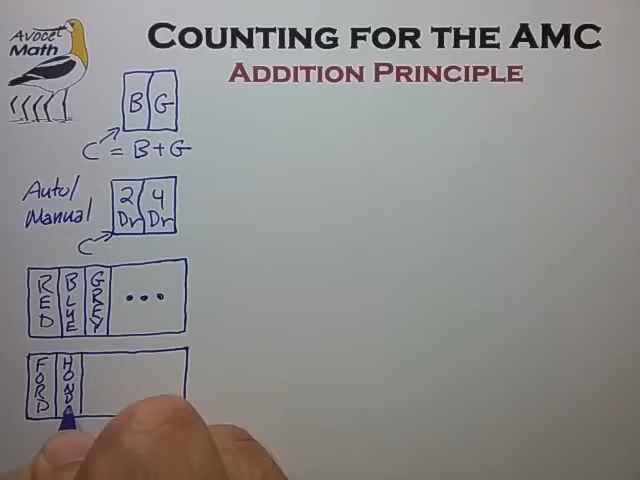 Avocet
Math
COUNTING FOR THE AMC
ADDITION PRINCIPLE
B G
C = B + G
Auto/
Manual
2 Dr 4 Dr
C
RED BLUE GREY ...
FORD HONDA